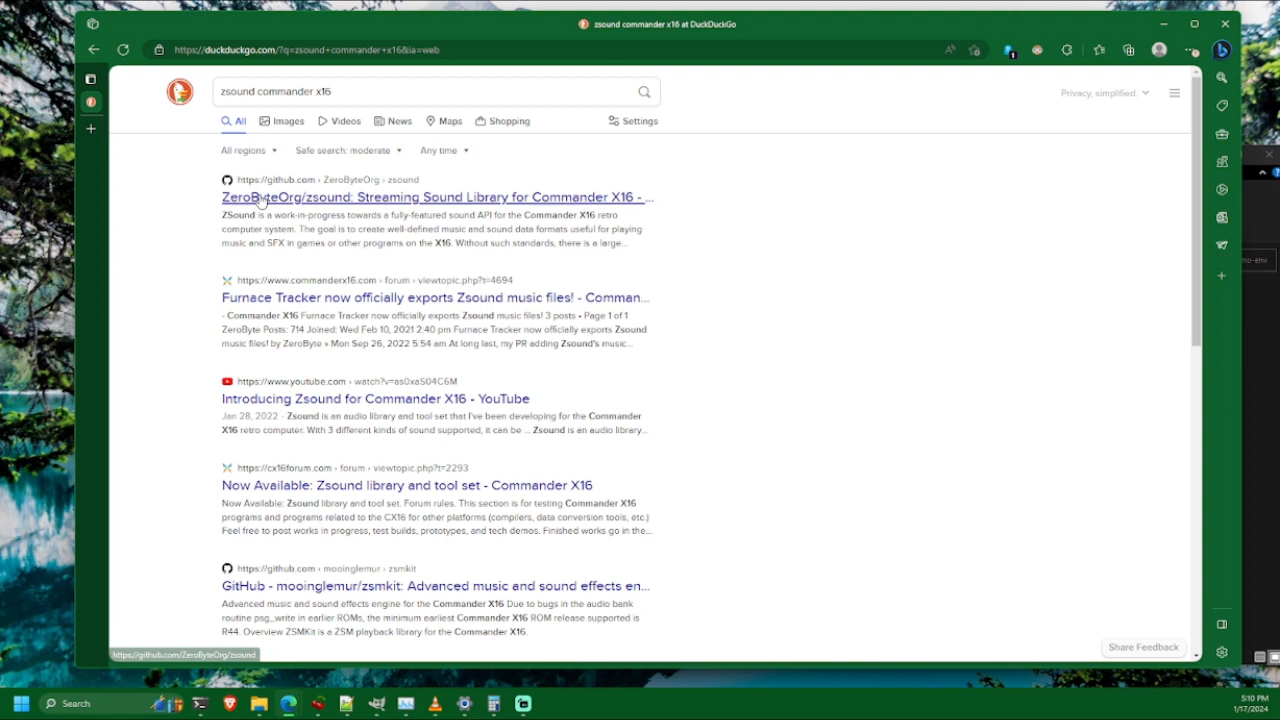 zsound commander x16 at DuckDuckGo
https://duckduckgo.com/?q=zsound+commander+x16&ia=web
1
zsound commander x16
Privacy, simplified.
All
Images
Videos
News
Maps
Shopping
Settings
All regions
Safe search: moderate
Any time
https://github.com › ZeroByteOrg › zsound
ZeroByteOrg/zsound: Streaming Sound Library for Commander X16 - ...
ZSound is a work-in-progress towards a fully-featured sound API for the Commander X16 retro
computer system. The goal is to create well-defined music and sound data formats useful for playing
music and SFX in games or other programs on the X16. Without such standards, there is a large...
https://www.commanderx16.com › forum › viewtopic.php?t=4694
Furnace Tracker now officially exports Zsound music files! - Comman...
- Commander X16 Furnace Tracker now officially exports Zsound music files! 3 posts • Page 1 of 1
ZeroByte Posts: 714 Joined: Wed Feb 10, 2021 2:40 pm Furnace Tracker now officially exports Zsound
music files! by ZeroByte » Mon Sep 26, 2022 5:54 am At long last, my PR adding Zsound's music...
https://www.youtube.com › watch?v=as0xaS04C6M
Introducing Zsound for Commander X16 - YouTube
Jan 28, 2022 · Zsound is an audio library and tool set that I've been developing for the Commander
X16 retro computer. With 3 different kinds of sound supported, it can be ... Zsound is an audio library...
https://cx16forum.com › forum › viewtopic.php?t=2293
Now Available: Zsound library and tool set - Commander X16
Now Available: Zsound library and tool set. Forum rules. This section is for testing Commander X16
programs and programs related to the CX16 for other platforms (compilers, data conversion tools, etc.)
Feel free to post works in progress, test builds, prototypes, and tech demos. Finished works go in the...
https://github.com › mooinglemur › zsmkit
GitHub - mooinglemur/zsmkit: Advanced music and sound effects en...
Advanced music and sound effects engine for the Commander X16 Due to bugs in the audio bank
routine psg_write in earlier ROMs, the minimum earliest Commander X16 ROM release supported is
R44. Overview ZSMKit is a ZSM playback library for the Commander X16.
Share Feedback
https://github.com/ZeroByteOrg/zsound
mo-env
Search
5:10 PM
1/17/2024